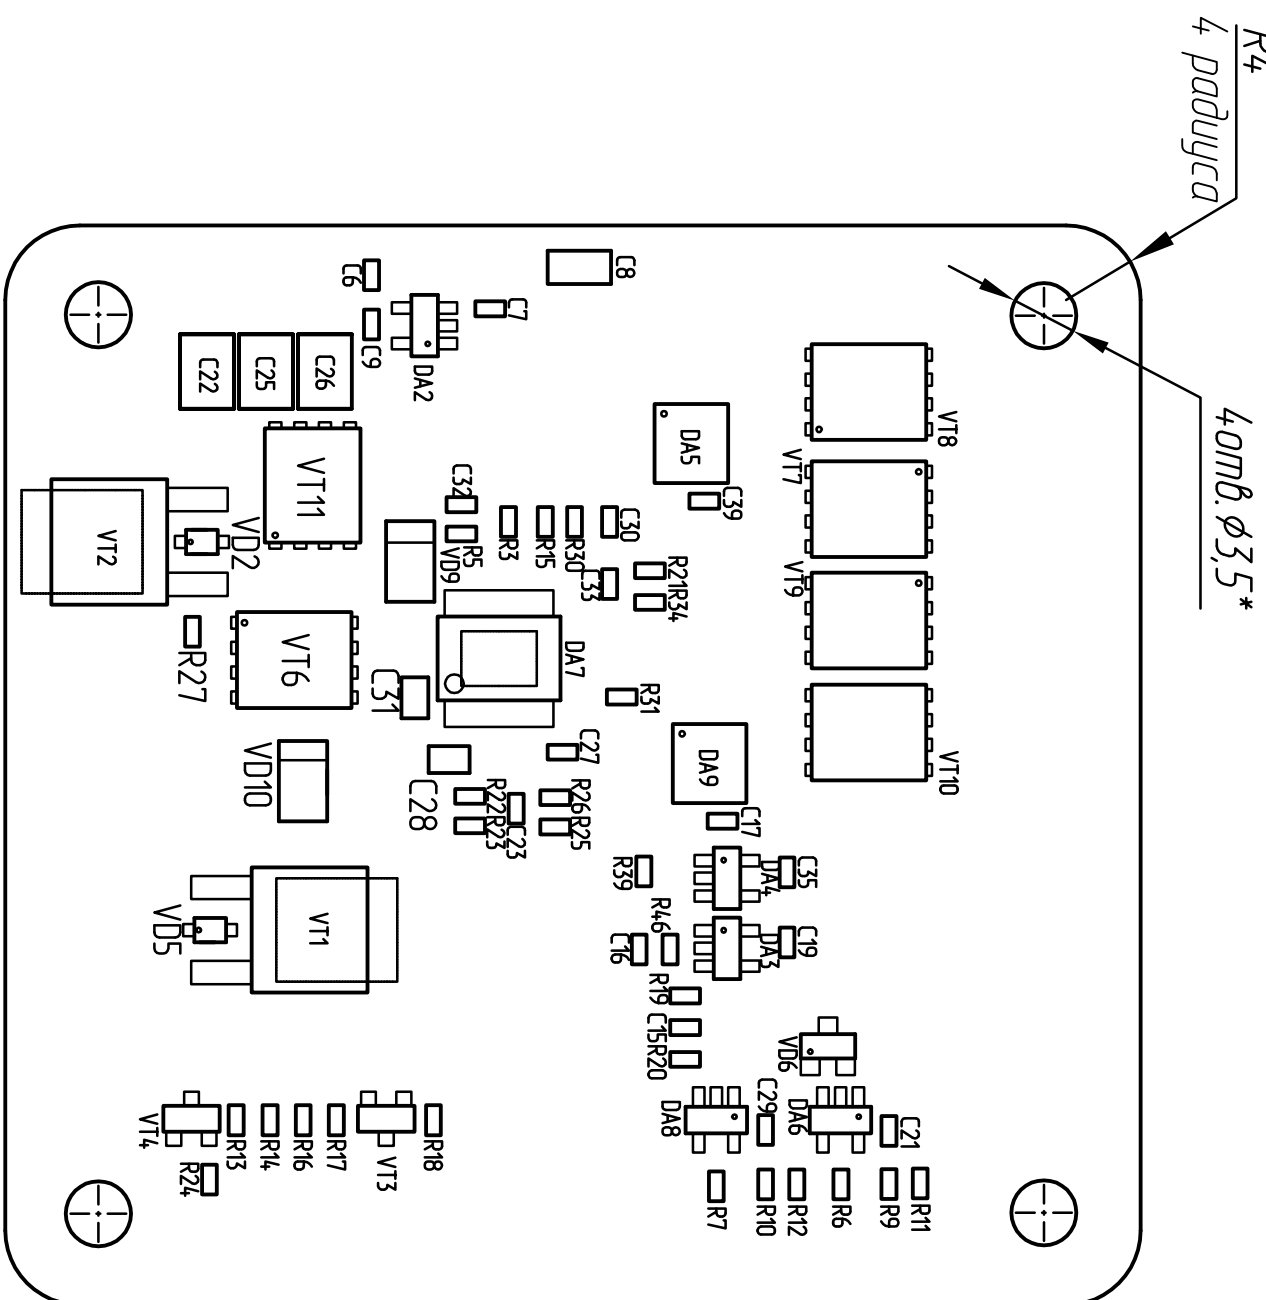 R4
4 радиуса
4отв. ⌀3,5*
C8
C6
C7
C9
DA2
C22
C25
C26
VT8
DA5
VT7
VT11
C32
C39
VT2
VD2
R5
R3
R15
R30
C30
VD9
C33
R21
R34
VT9
DA7
R27
VT6
C31
R31
VD10
C27
DA9
VT10
C28
R22
R23
C23
R26
R25
C17
R39
DA4
C35
VD5
VT1
R46
C16
DA3
C19
R19
C15
R20
VD6
VT4
R13
R14
R16
R17
VT3
R18
R24
DA8
C29
DA6
C21
R7
R10
R12
R6
R9
R11